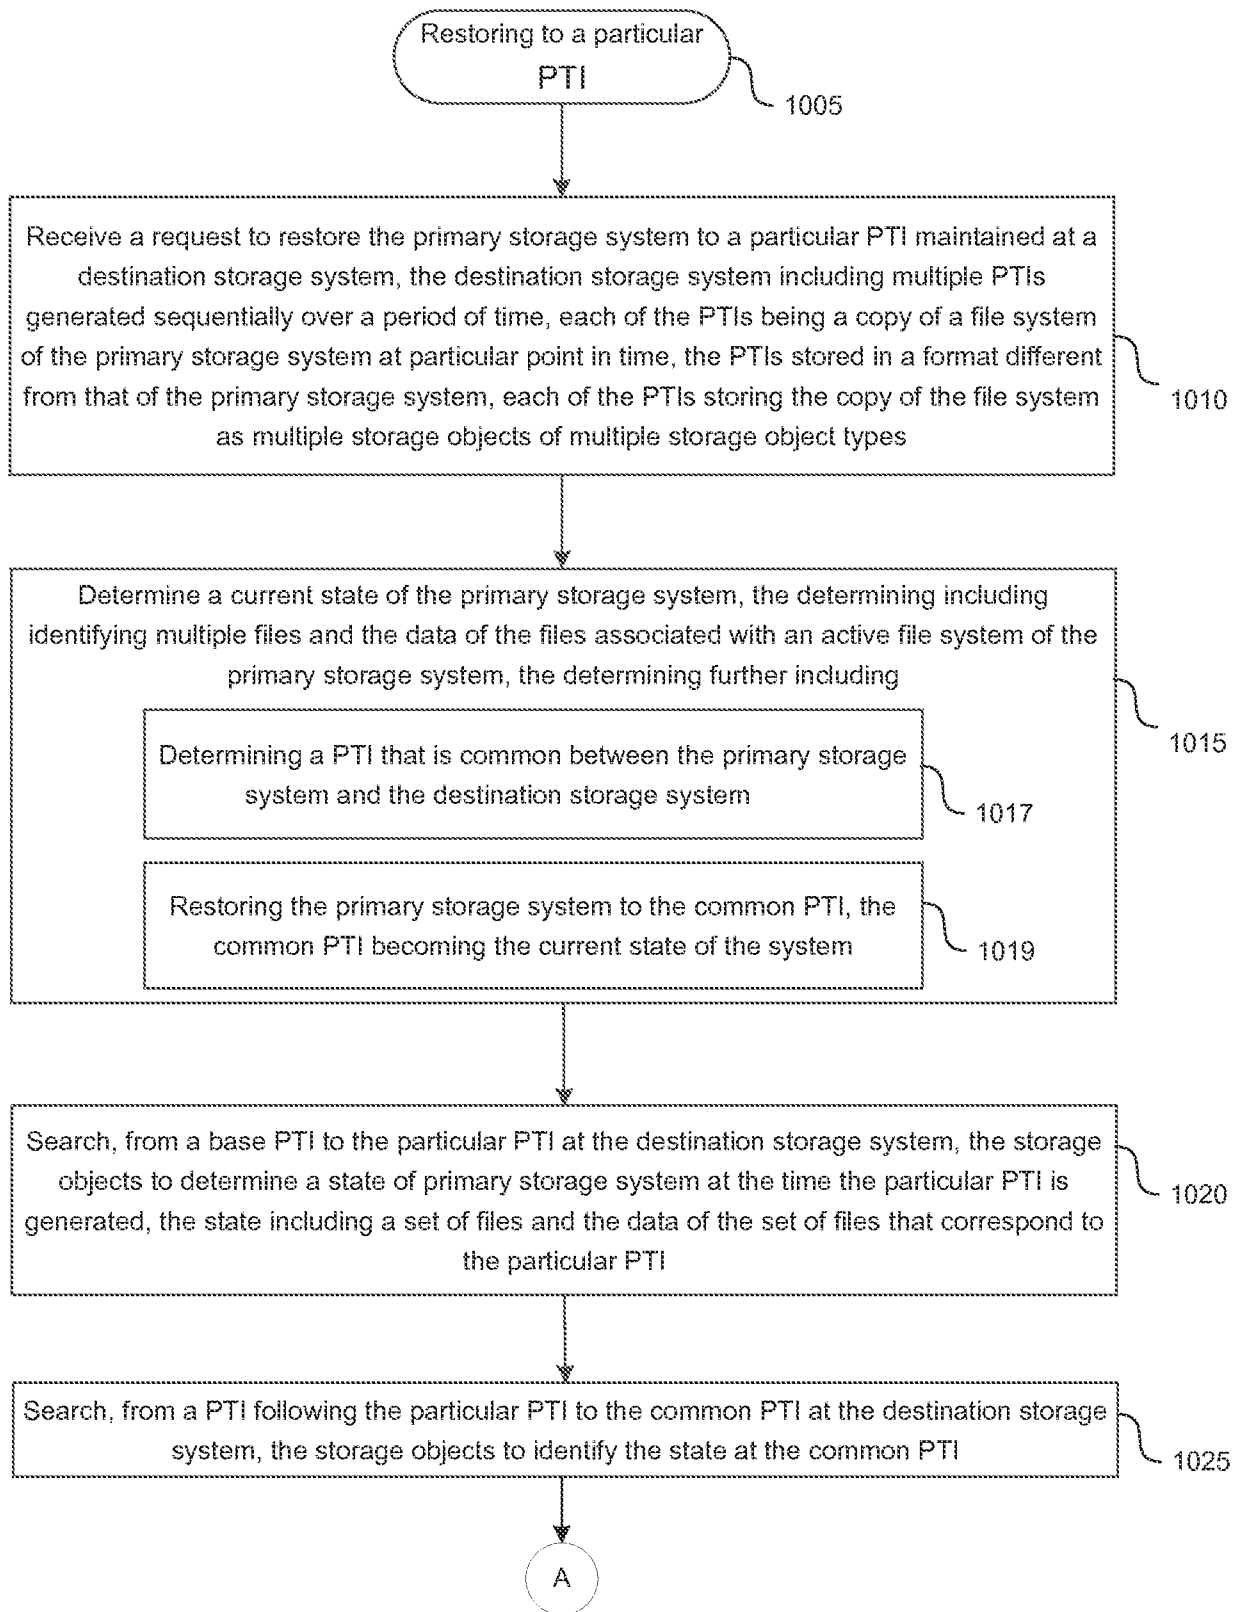 Restoring to a particular
PTI
1005
Receive a request to restore the primary storage system to a particular PTI maintained at a
destination storage system, the destination storage system including multiple PTIs
generated sequentially over a period of time, each of the PTIs being a copy of a file system
of the primary storage system at particular point in time, the PTIs stored in a format different
from that of the primary storage system, each of the PTIs storing the copy of the file system
as multiple storage objects of multiple storage object types
1010
Determine a current state of the primary storage system, the determining including
identifying multiple files and the data of the files associated with an active file system of the
primary storage system, the determining further including
1015
Determining a PTI that is common between the primary storage
system and the destination storage system
1017
Restoring the primary storage system to the common PTI, the
common PTI becoming the current state of the system
1019
Search, from a base PTI to the particular PTI at the destination storage system, the storage
objects to determine a state of primary storage system at the time the particular PTI is
generated, the state including a set of files and the data of the set of files that correspond to
the particular PTI
1020
Search, from a PTI following the particular PTI to the common PTI at the destination storage
system, the storage objects to identify the state at the common PTI
1025
A